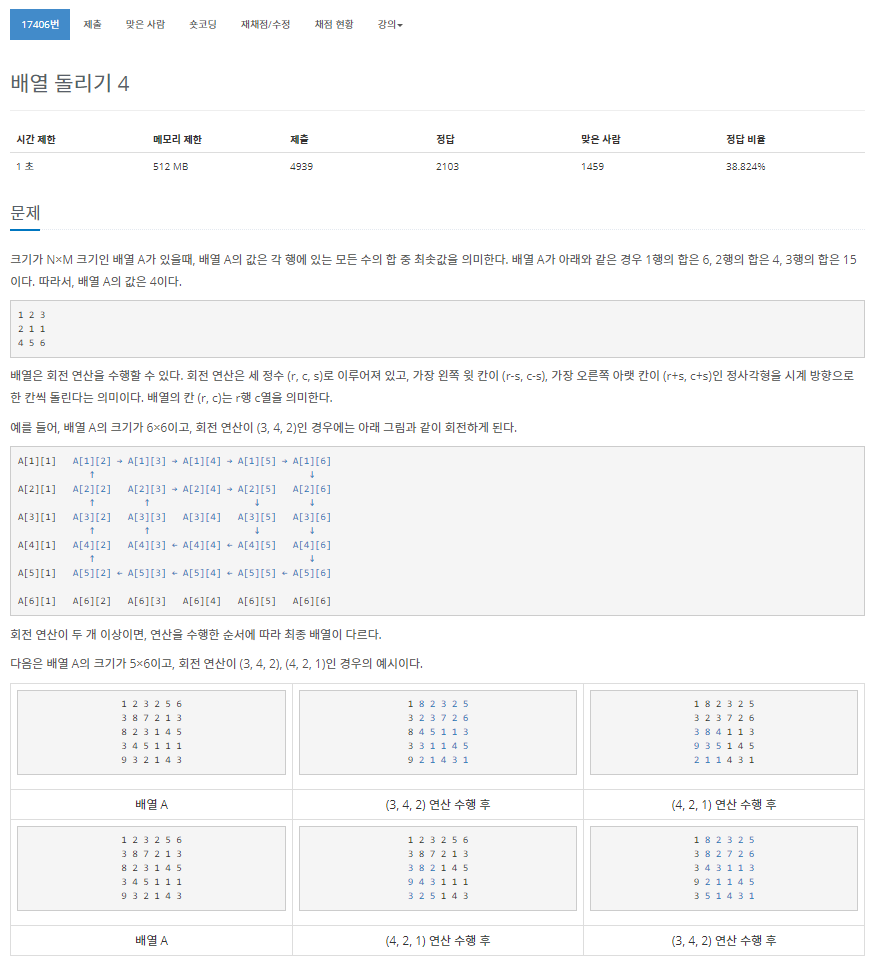 17406번 제출 맞은 사람 숏코딩 재채점/수정 채점 현황 강의
배열 돌리기 4
시간 제한 메모리 제한 제출 정답 맞은 사람 정답 비율
1 초 512 MB 4939 2103 1459 38.824%
문제
크기가 N×M 크기인 배열 A가 있을때, 배열 A의 값은 각 행에 있는 모든 수의 합 중 최솟값을 의미한다. 배열 A가 아래와 같은 경우 1행의 합은 6, 2행의 합은 4, 3행의 합은 15
이다. 따라서, 배열 A의 값은 4이다.
1 2 3
2 1 1
4 5 6
배열은 회전 연산을 수행할 수 있다. 회전 연산은 세 정수 (r, c, s)로 이루어져 있고, 가장 왼쪽 윗 칸이 (r-s, c-s), 가장 오른쪽 아랫 칸이 (r+s, c+s)인 정사각형을 시계 방향으로
한 칸씩 돌린다는 의미이다. 배열의 칸 (r, c)는 r행 c열을 의미한다.
예를 들어, 배열 A의 크기가 6×6이고, 회전 연산이 (3, 4, 2)인 경우에는 아래 그림과 같이 회전하게 된다.
A[1][1] A[1][2] → A[1][3] → A[1][4] → A[1][5] → A[1][6]
↑ ↓
A[2][1] A[2][2] A[2][3] → A[2][4] → A[2][5] A[2][6]
↑ ↑ ↓ ↓
A[3][1] A[3][2] A[3][3] A[3][4] A[3][5] A[3][6]
↑ ↑ ↓ ↓
A[4][1] A[4][2] A[4][3] ← A[4][4] ← A[4][5] A[4][6]
↑ ↓
A[5][1] A[5][2] ← A[5][3] ← A[5][4] ← A[5][5] ← A[5][6]
A[6][1] A[6][2] A[6][3] A[6][4] A[6][5] A[6][6]
회전 연산이 두 개 이상이면, 연산을 수행한 순서에 따라 최종 배열이 다르다.
다음은 배열 A의 크기가 5×6이고, 회전 연산이 (3, 4, 2), (4, 2, 1)인 경우의 예시이다.
1 2 3 2 5 6 1 8 2 3 2 5 1 8 2 3 2 5
3 8 7 2 1 3 3 2 3 7 2 6 3 2 3 7 2 6
8 2 3 1 4 5 8 4 5 1 1 3 3 8 4 1 1 3
3 4 5 1 1 1 3 3 1 1 4 5 9 3 5 1 4 5
9 3 2 1 4 3 9 2 1 4 3 1 2 1 1 4 3 1
배열 A (3, 4, 2) 연산 수행 후 (4, 2, 1) 연산 수행 후
1 2 3 2 5 6 1 2 3 2 5 6 1 8 2 3 2 5
3 8 7 2 1 3 3 8 7 2 1 3 3 8 2 7 2 6
8 2 3 1 4 5 3 8 2 1 4 5 3 4 3 1 1 3
3 4 5 1 1 1 9 4 3 1 1 1 9 2 1 1 4 5
9 3 2 1 4 3 3 2 5 1 4 3 3 5 1 4 3 1
배열 A (4, 2, 1) 연산 수행 후 (3, 4, 2) 연산 수행 후